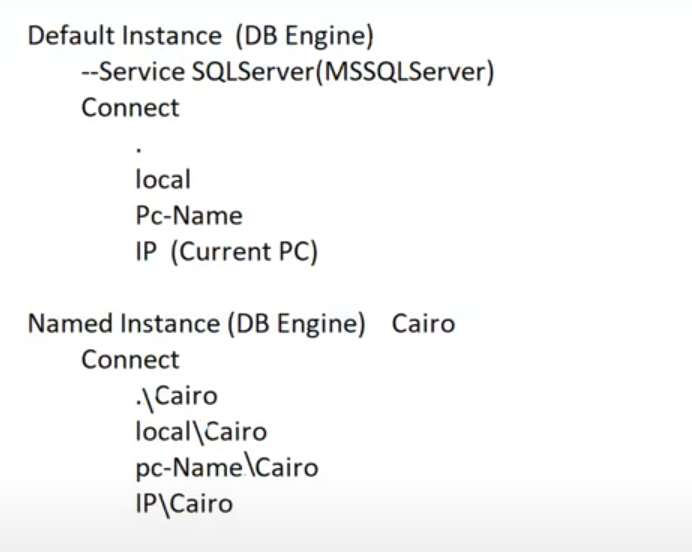 Default Instance (DB Engine)
--Service SQLServer(MSSQLServer)
Connect
.
local
Pc-Name
IP (Current PC)
Named Instance (DB Engine) Cairo
Connect
.\Cairo
local\Cairo
pc-Name\Cairo
IP\Cairo